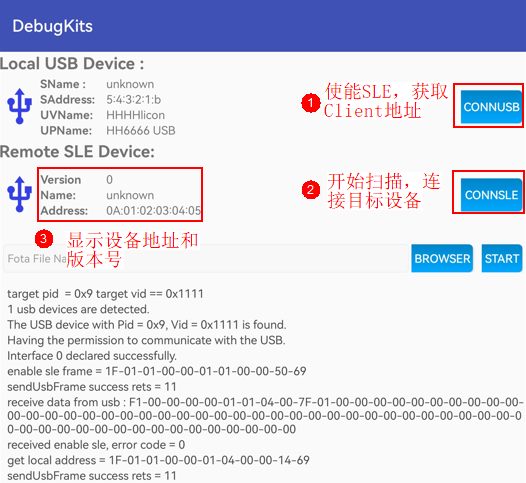 DebugKits
Local USB Device :
SName : unknown
SAddress: 5:4:3:2:1:b
UVName: HHHHlicon
UPName: HH6666 USB
1 使能SLE，获取
Client地址
CONNUSB
Remote SLE Device:
Version 0
Name: unknown
Address: 0A:01:02:03:04:05
2 开始扫描，连
接目标设备
CONNSLE
3 显示设备地址和
版本号
Fota File Na
BROWSER
START
target pid = 0x9 target vid == 0x1111
1 usb devices are detected.
The USB device with Pid = 0x9, Vid = 0x1111 is found.
Having the permission to communicate with the USB.
Interface 0 declared successfully.
enable sle frame = 1F-01-01-00-00-01-01-00-00-50-69
sendUsbFrame success rets = 11
receive data from usb : F1-00-00-00-00-01-01-04-00-7F-01-00-00-00-00-00-00-00-00-00-00-
00-00-00-00-00-00-00-00-00-00-00-00-00-00-00-00-00-00-00-00-00-00-00-00-00-00-00-00-0
0-00-00-00-00-00-00-00-00-00-00-00-00-00-00
received enable sle, error code = 0
get local address = 1F-01-01-00-00-01-04-00-00-14-69
sendUsbFrame success rets = 11